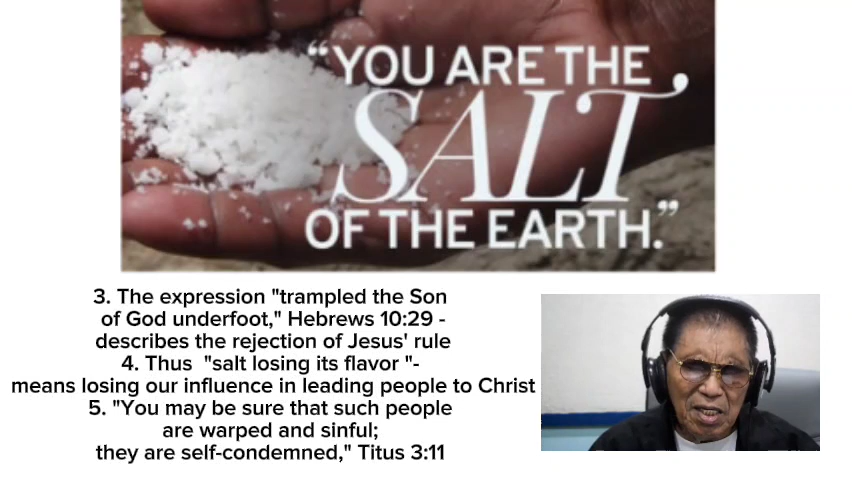 “YOU ARE THE
SALT
OF THE EARTH.”
3. The expression "trampled the Son
of God underfoot," Hebrews 10:29 -
describes the rejection of Jesus' rule
4. Thus "salt losing its flavor "-
means losing our influence in leading people to Christ
5. "You may be sure that such people
are warped and sinful;
they are self-condemned," Titus 3:11